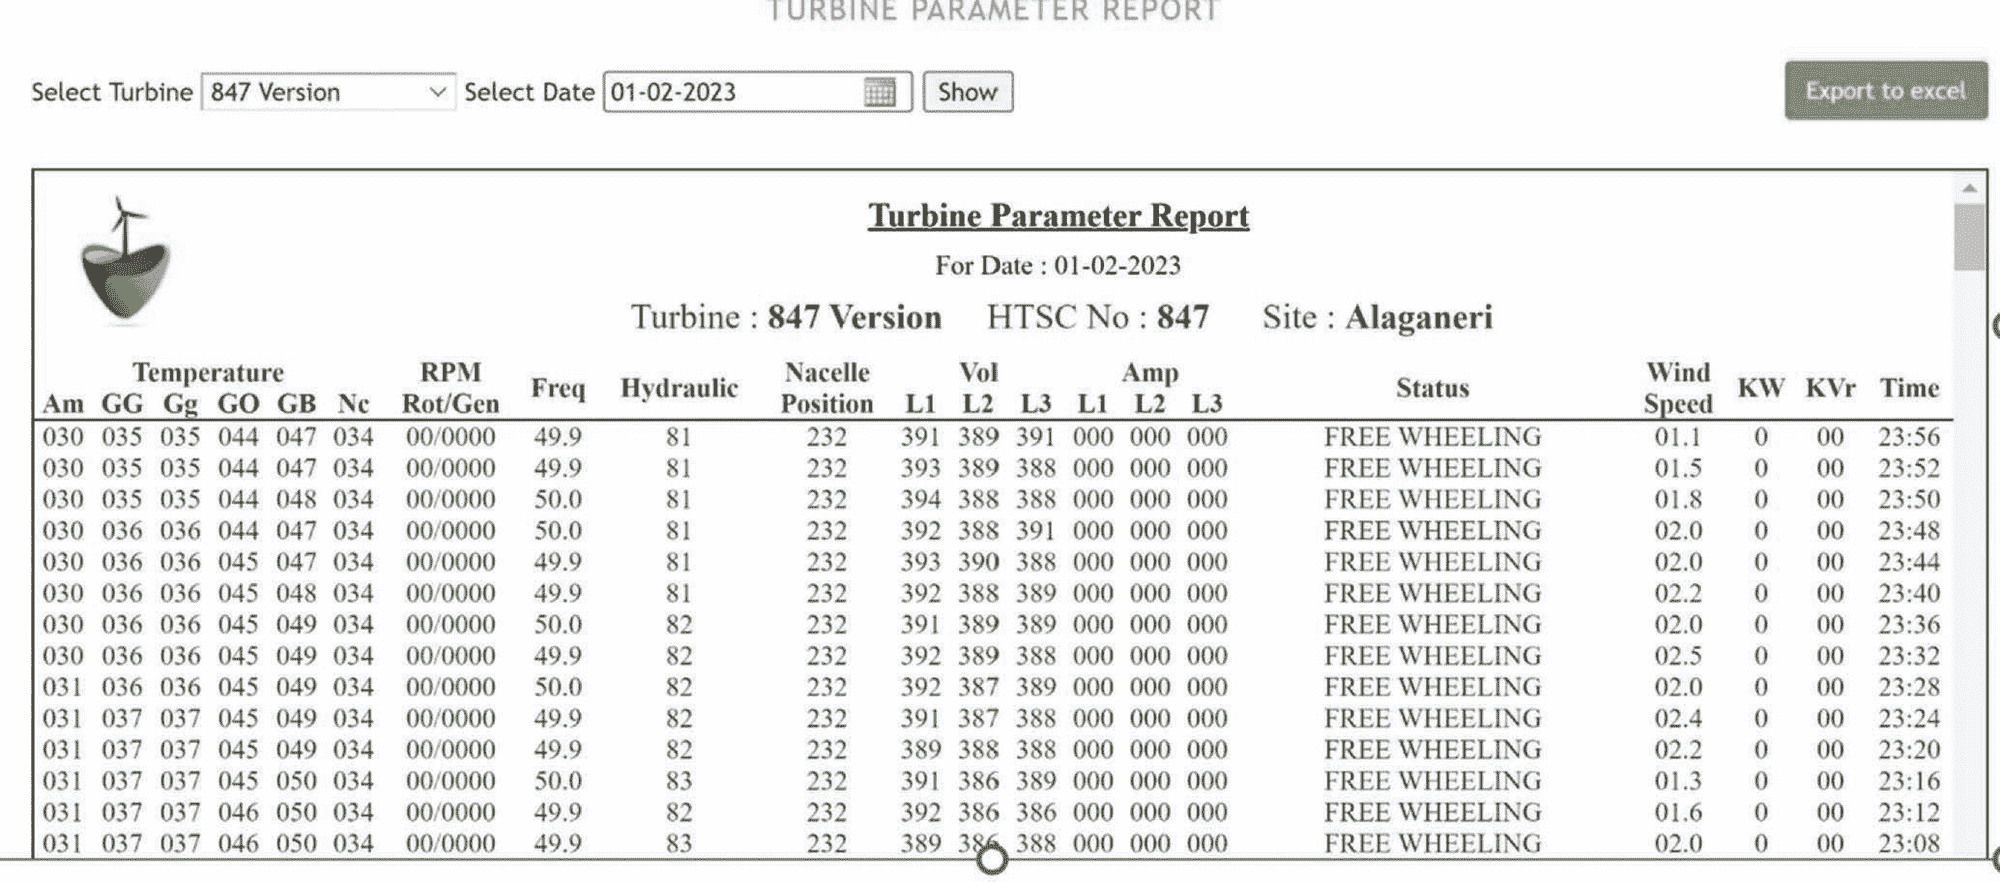 TURBINE PARAMETER REPORT
Select Turbine 847 Version Select Date 01-02-2023 Show Export to excel
Turbine Parameter Report
For Date : 01-02-2023
Turbine : 847 Version HTSC No : 847 Site : Alaganeri
Temperature RPM Freq Hydraulic Nacelle Vol Amp Status Wind KW KVr Time
Am GG Gg GO GB Nc Rot/Gen Position L1 L2 L3 L1 L2 L3 Speed
030 035 035 044 047 034 00/0000 49.9 81 232 391 389 391 000 000 000 FREE WHEELING 01.1 0 00 23:56
030 035 035 044 047 034 00/0000 49.9 81 232 393 389 388 000 000 000 FREE WHEELING 01.5 0 00 23:52
030 035 035 044 048 034 00/0000 50.0 81 232 394 388 388 000 000 000 FREE WHEELING 01.8 0 00 23:50
030 036 036 044 047 034 00/0000 50.0 81 232 392 388 391 000 000 000 FREE WHEELING 02.0 0 00 23:48
030 036 036 045 047 034 00/0000 49.9 81 232 393 390 388 000 000 000 FREE WHEELING 02.0 0 00 23:44
030 036 036 045 048 034 00/0000 49.9 81 232 392 388 389 000 000 000 FREE WHEELING 02.2 0 00 23:40
030 036 036 045 049 034 00/0000 50.0 82 232 391 389 389 000 000 000 FREE WHEELING 02.0 0 00 23:36
030 036 036 045 049 034 00/0000 49.9 82 232 392 389 388 000 000 000 FREE WHEELING 02.5 0 00 23:32
031 036 036 045 049 034 00/0000 50.0 82 232 392 387 389 000 000 000 FREE WHEELING 02.0 0 00 23:28
031 037 037 045 049 034 00/0000 49.9 82 232 391 387 388 000 000 000 FREE WHEELING 02.4 0 00 23:24
031 037 037 045 049 034 00/0000 49.9 82 232 389 388 388 000 000 000 FREE WHEELING 02.2 0 00 23:20
031 037 037 045 050 034 00/0000 50.0 83 232 391 386 389 000 000 000 FREE WHEELING 01.3 0 00 23:16
031 037 037 046 050 034 00/0000 49.9 82 232 392 386 386 000 000 000 FREE WHEELING 01.6 0 00 23:12
031 037 037 046 050 034 00/0000 49.9 83 232 389 386 388 000 000 000 FREE WHEELING 02.0 0 00 23:08